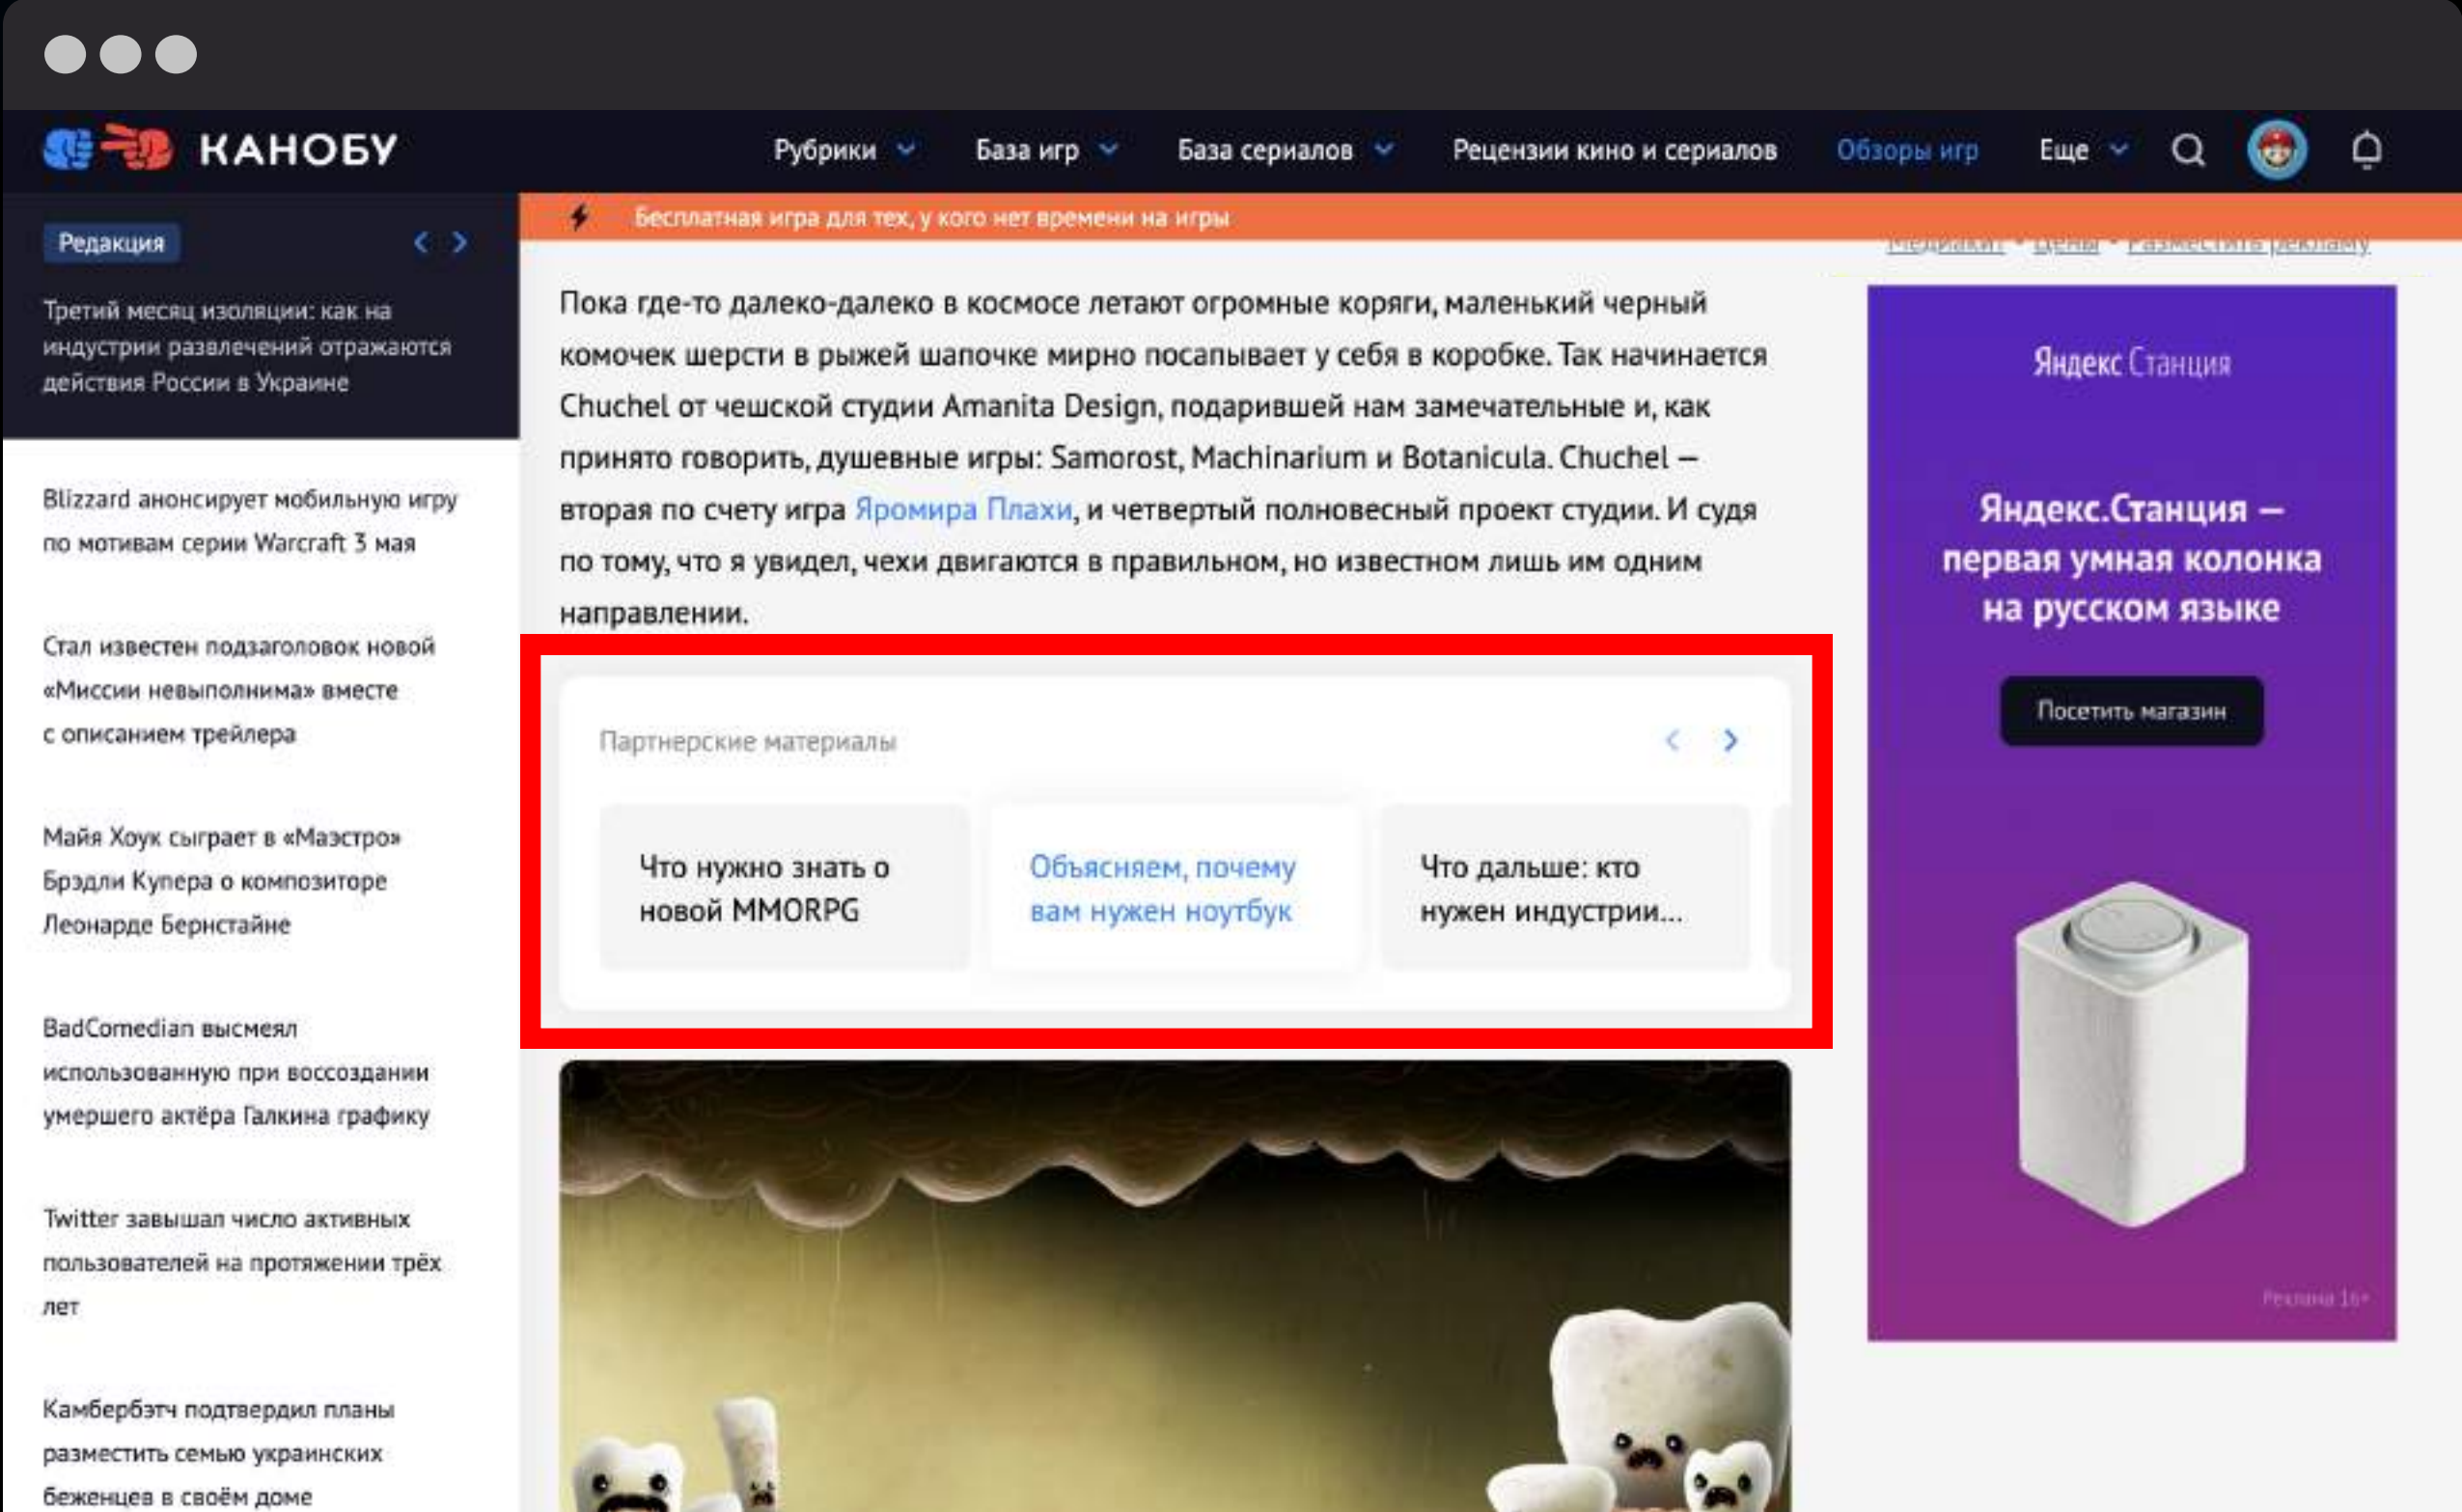 КАНОБУ
Рубрики
База игр
База сериалов
Рецензии кино и сериалов
Обзоры игр
Еще
Бесплатная игра для тех, у кого нет времени на игры
Редакция
Третий месяц изоляции: как на
индустрии развлечений отражаются
действия России в Украине
Blizzard анонсирует мобильную игру
по мотивам серии Warcraft 3 мая
Стал известен подзаголовок новой
«Миссии невыполнима» вместе
с описанием трейлера
Майя Хоук сыграет в «Маэстро»
Брэдли Купера о композиторе
Леонарде Бернстайне
BadComedian высмеял
использованную при воссоздании
умершего актёра Галкина графику
Twitter завышал число активных
пользователей на протяжении трёх
лет
Камбербэтч подтвердил планы
разместить семью украинских
беженцев в своём доме
Пока где-то далеко-далеко в космосе летают огромные коряги, маленький черный
комочек шерсти в рыжей шапочке мирно посапывает у себя в коробке. Так начинается
Chuchel от чешской студии Amanita Design, подарившей нам замечательные и, как
принято говорить, душевные игры: Samorost, Machinarium и Botanicula. Chuchel —
вторая по счету игра Яромира Плахи, и четвертый полновесный проект студии. И судя
по тому, что я увидел, чехи двигаются в правильном, но известном лишь им одним
направлении.
Партнерские материалы
Что нужно знать о
новой MMORPG
Объясняем, почему
вам нужен ноутбук
Что дальше: кто
нужен индустрии...
Медиакит • Цены • Разместить рекламу
Яндекс Станция
Яндекс.Станция —
первая умная колонка
на русском языке
Посетить магазин
Реклама 16+